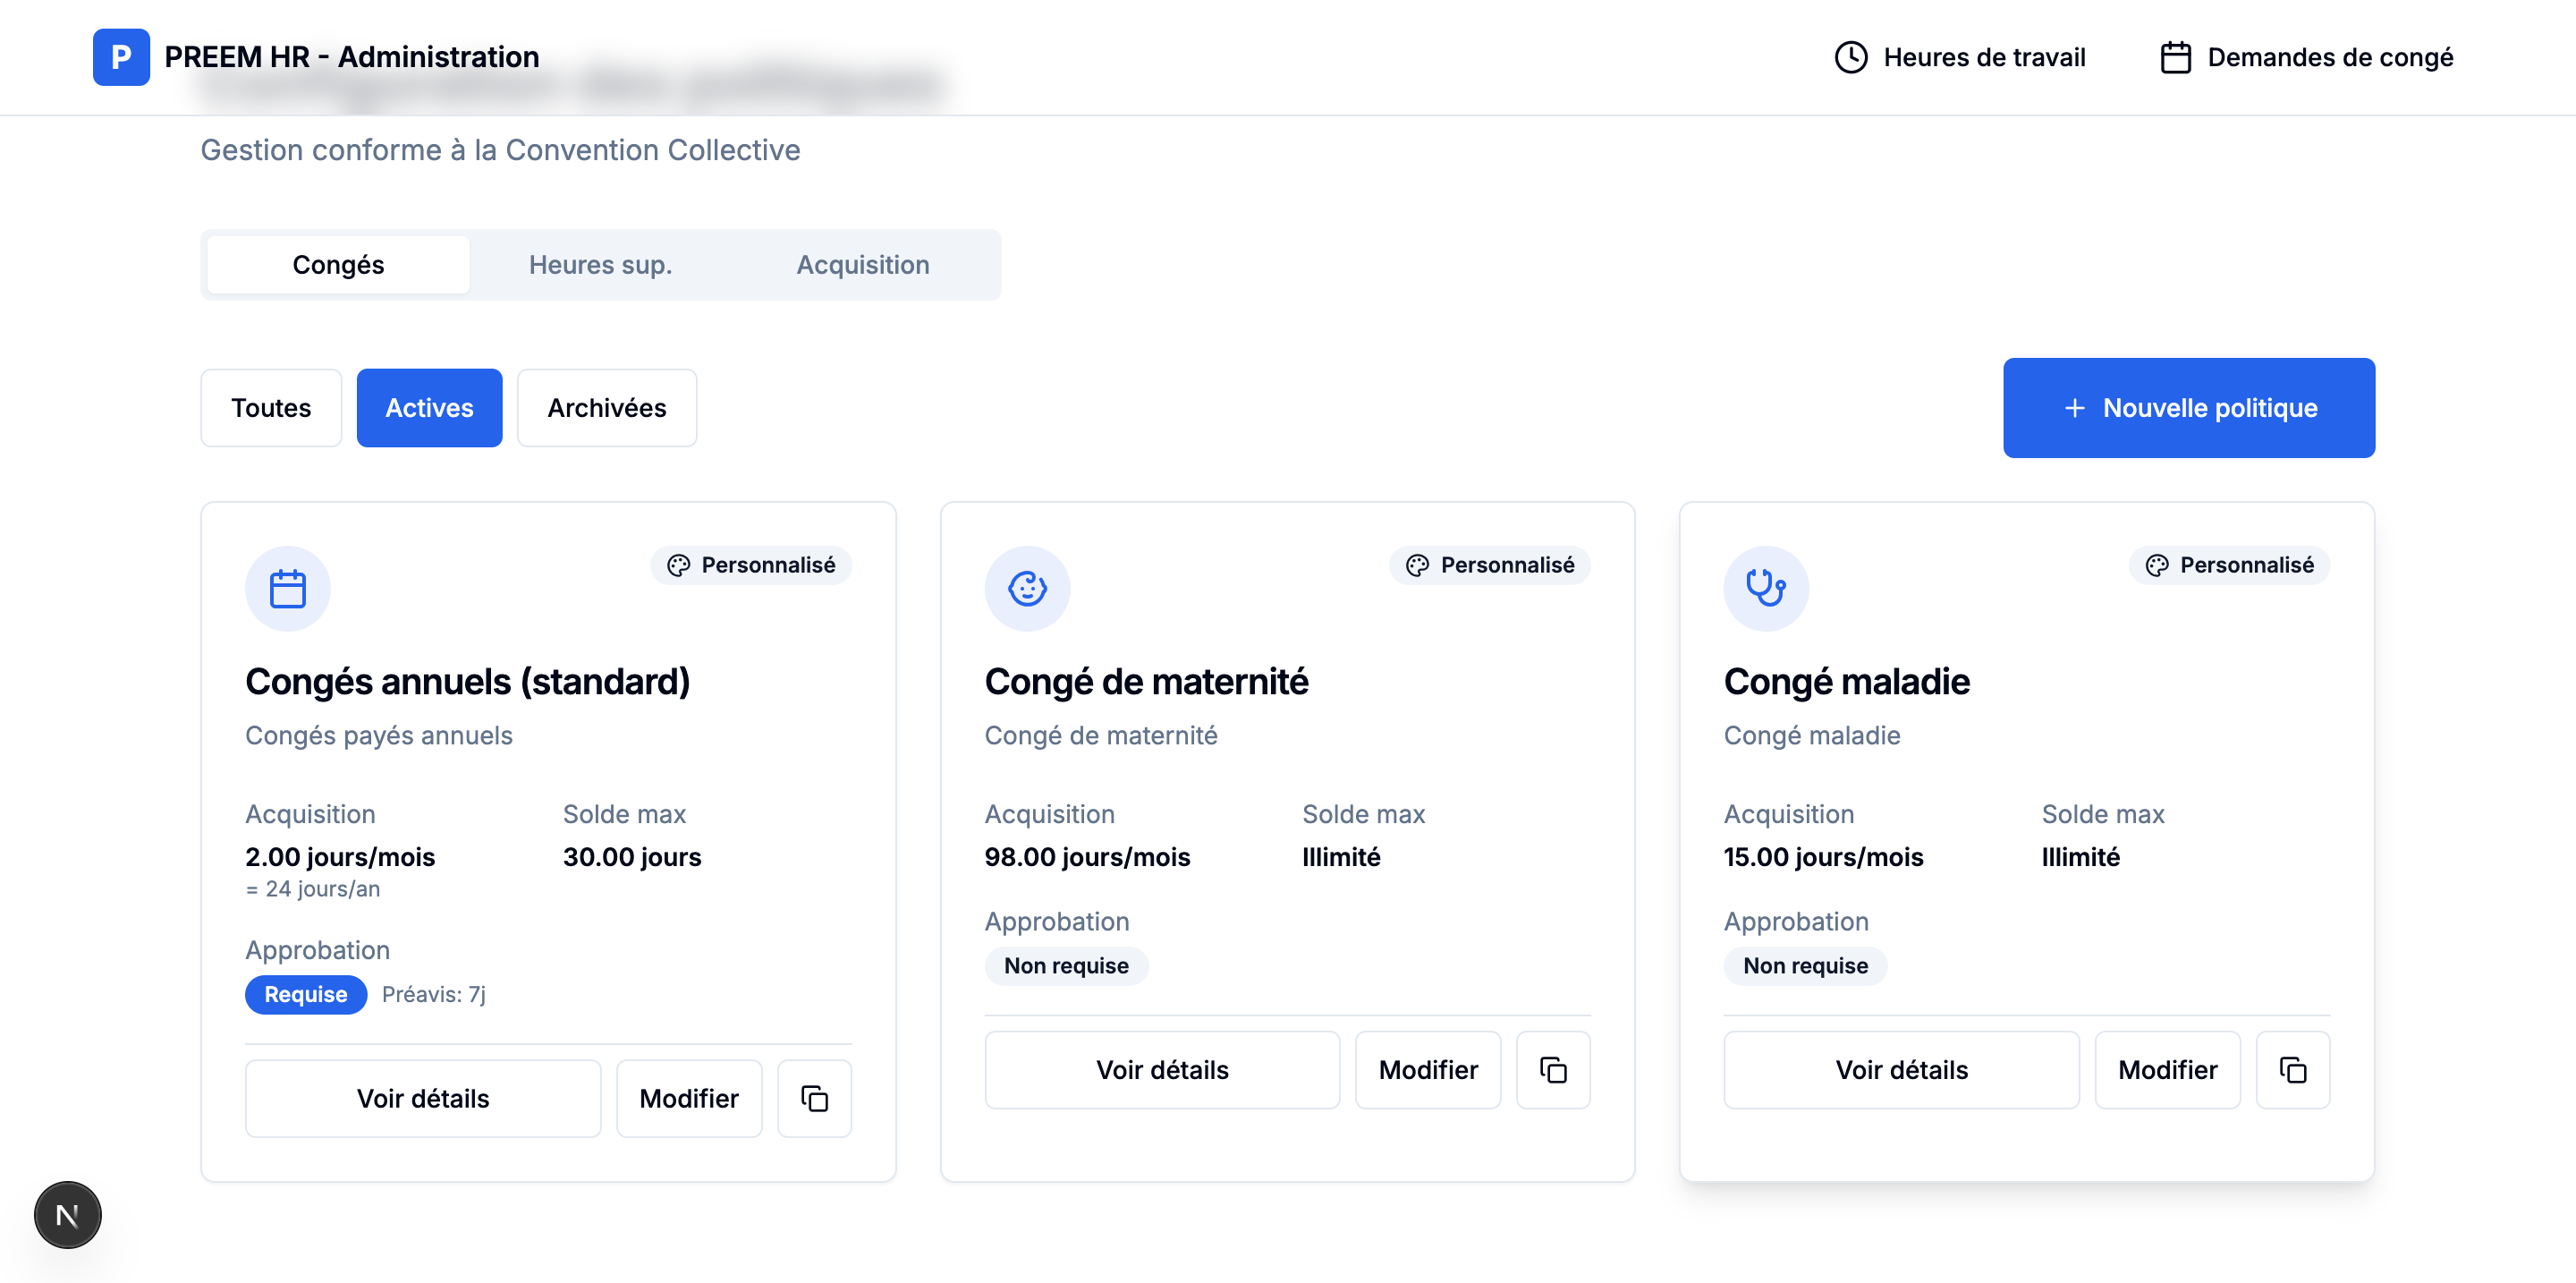 P PREEM HR - Administration
Heures de travail
Demandes de congé
Gestion conforme à la Convention Collective
Congés
Heures sup.
Acquisition
Toutes
Actives
Archivées
+ Nouvelle politique
Personnalisé
Congés annuels (standard)
Congés payés annuels
Acquisition
Solde max
2.00 jours/mois
30.00 jours
= 24 jours/an
Approbation
Requise
Préavis: 7j
Voir détails
Modifier
Personnalisé
Congé de maternité
Congé de maternité
Acquisition
Solde max
98.00 jours/mois
Illimité
Approbation
Non requise
Voir détails
Modifier
Personnalisé
Congé maladie
Congé maladie
Acquisition
Solde max
15.00 jours/mois
Illimité
Approbation
Non requise
Voir détails
Modifier
N